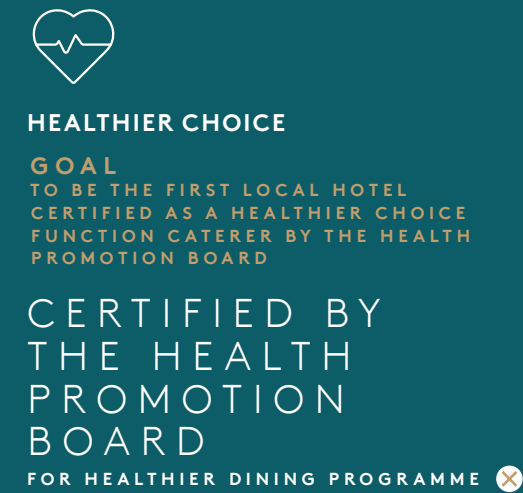 HEALTHIER CHOICE
GOAL
TO BE THE FIRST LOCAL HOTEL
CERTIFIED AS A HEALTHIER CHOICE
FUNCTION CATERER BY THE HEALTH
PROMOTION BOARD
CERTIFIED BY
THE HEALTH
PROMOTION
BOARD
FOR HEALTHIER DINING PROGRAMME